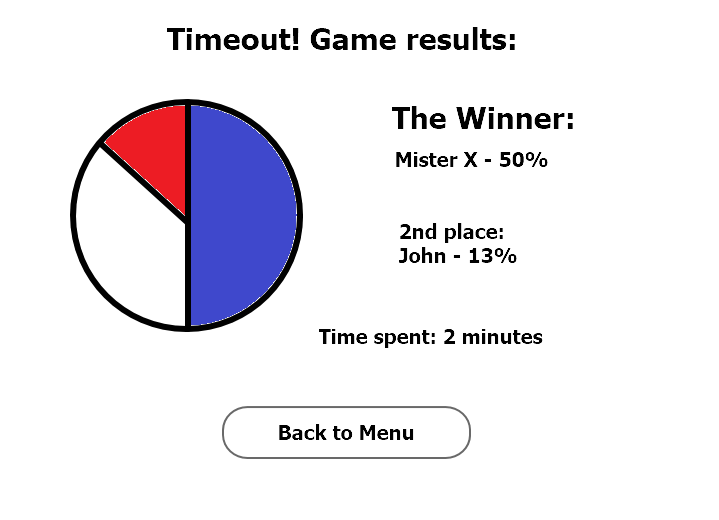 Timeout! Game results:
The Winner:
Mister X - 50%
2nd place:
John - 13%
Time spent: 2 minutes
Back to Menu